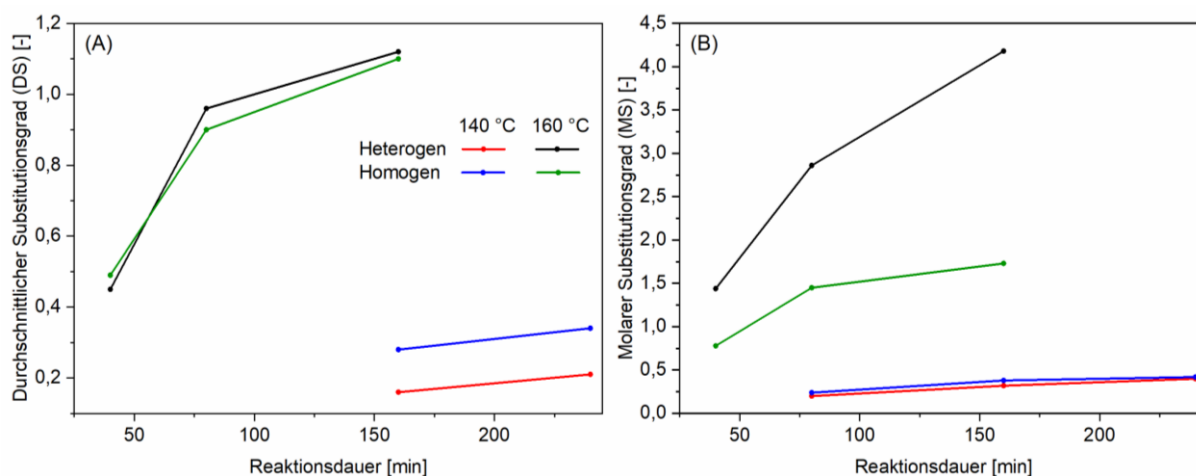 (A)
Durchschnittlicher Substitutionsgrad (DS) [-]
1,2
1,0
0,8
0,6
0,4
0,2
140 °C 160 °C
Heterogen
Homogen
50 100 150 200
Reaktionsdauer [min]
(B)
Molarer Substitutionsgrad (MS) [-]
4,5
4,0
3,5
3,0
2,5
2,0
1,5
1,0
0,5
0,0
50 100 150 200
Reaktionsdauer [min]